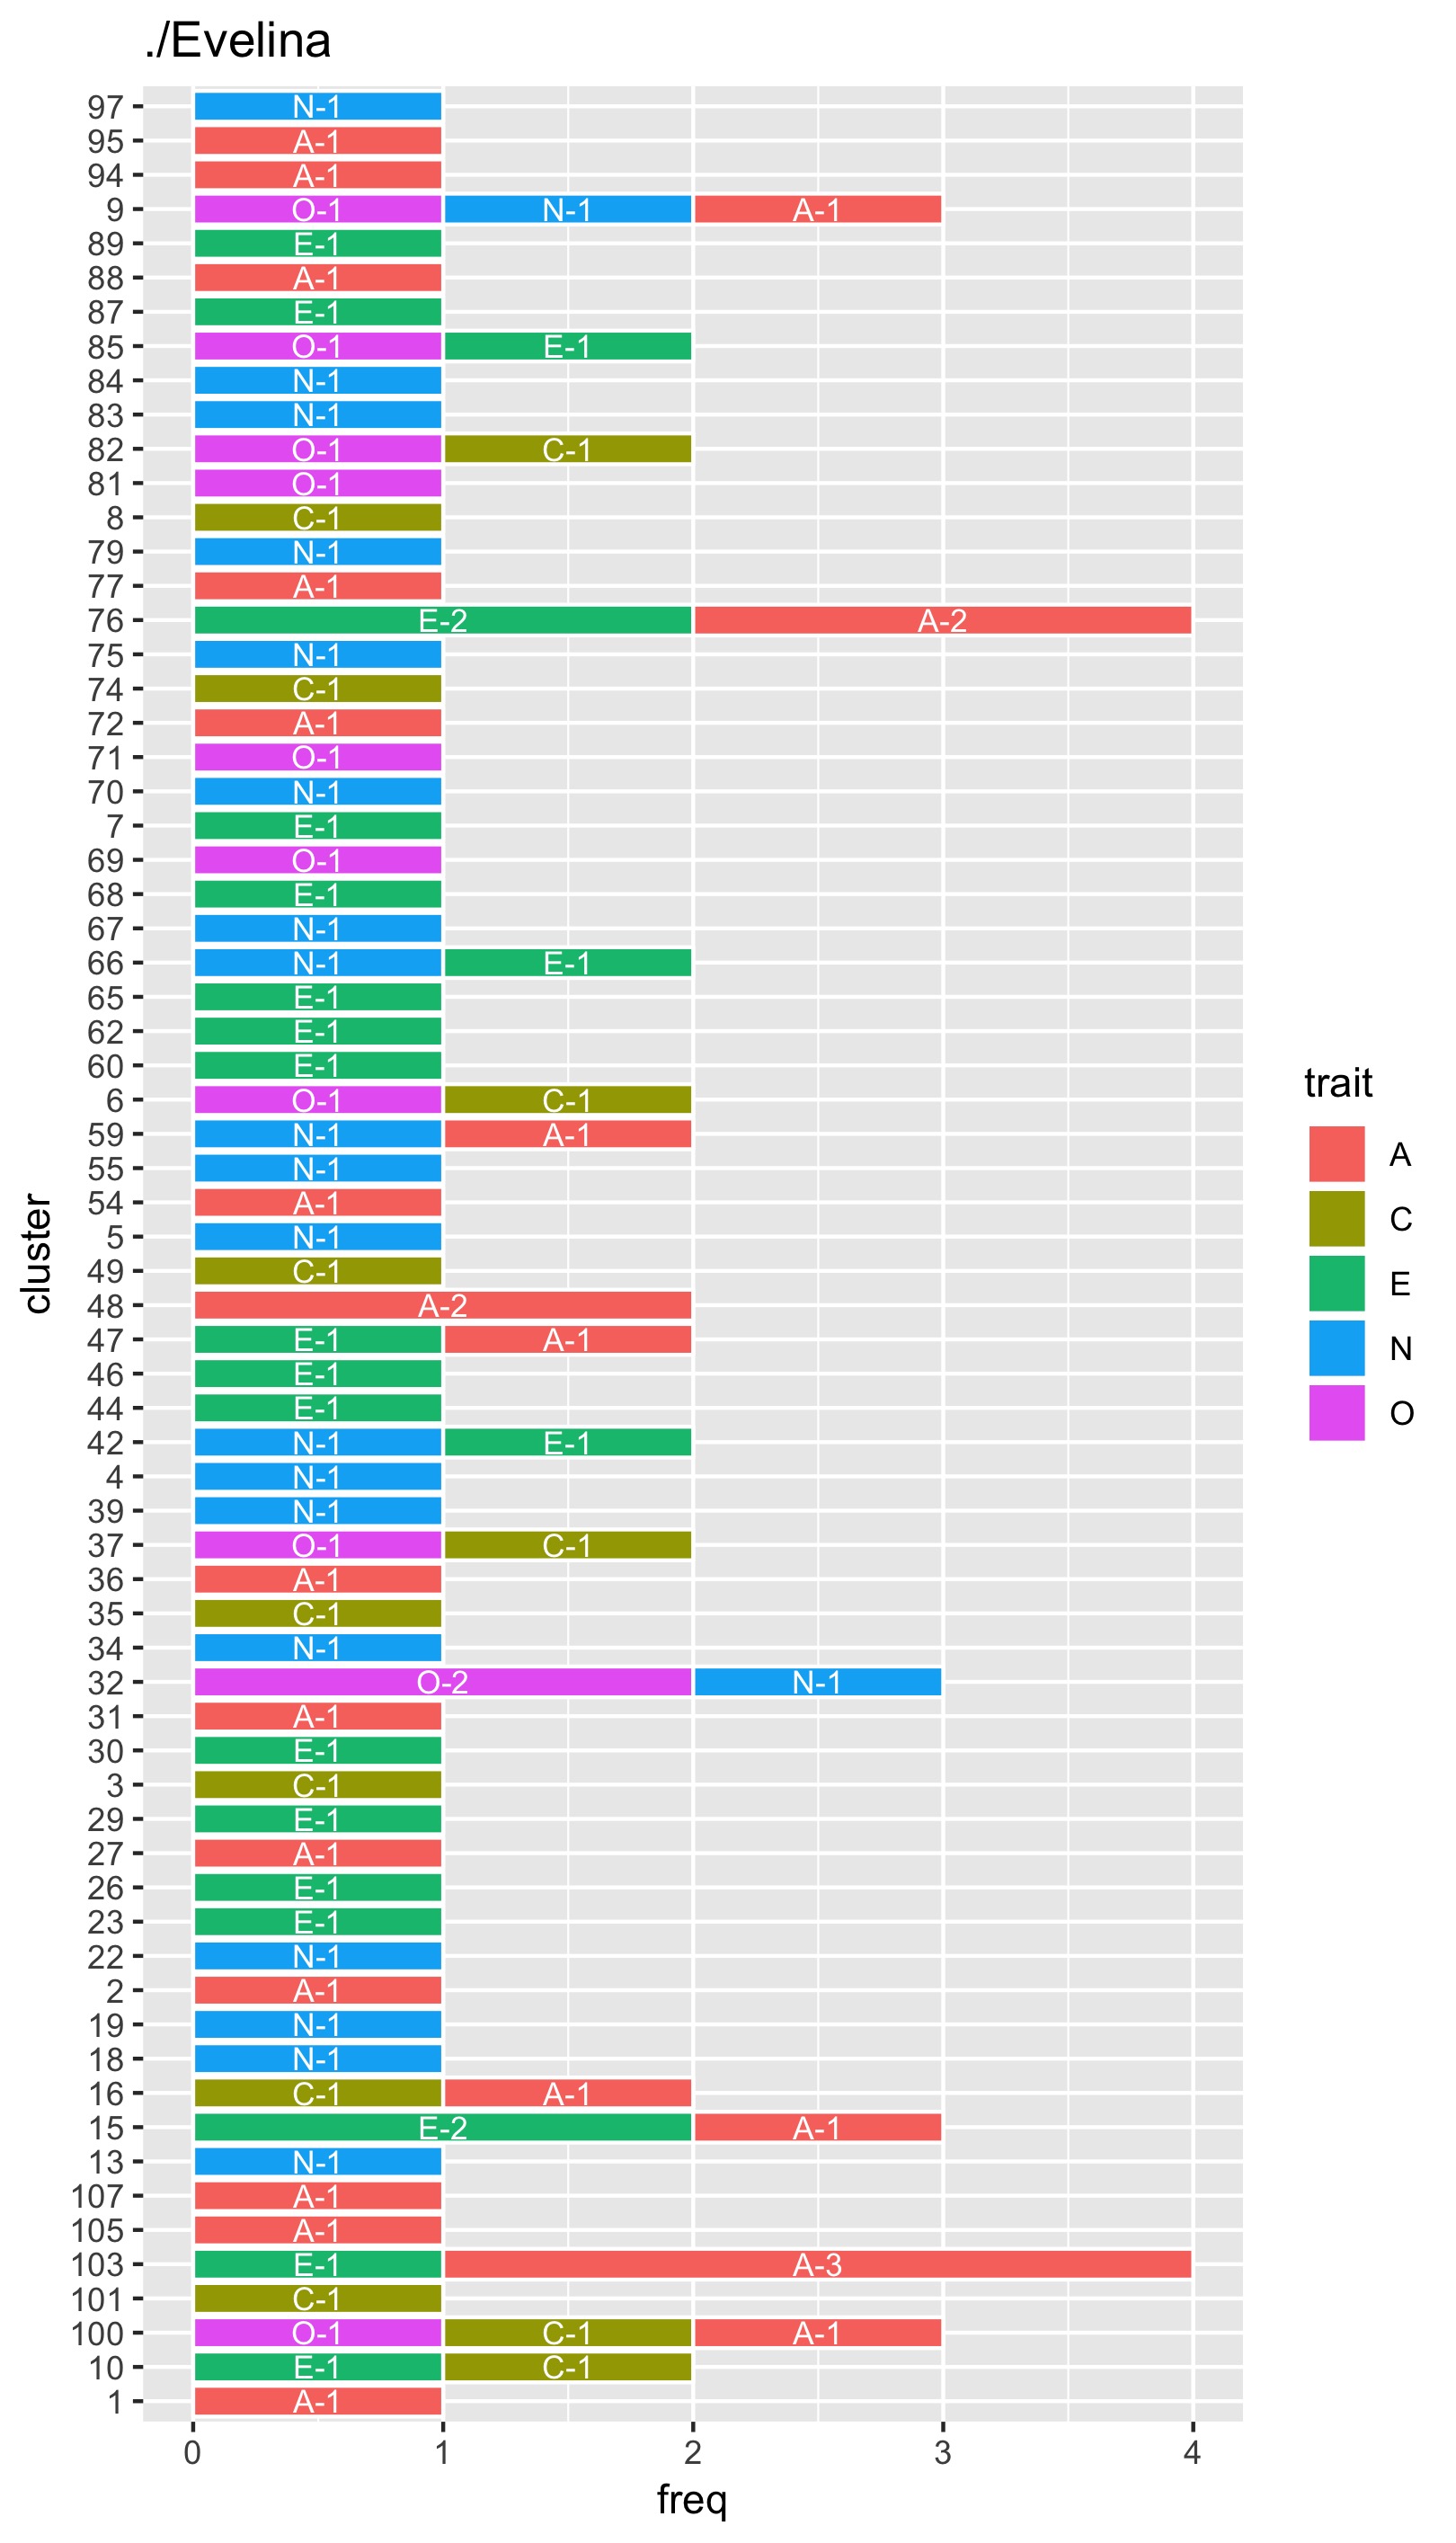 ./Evelina
97 N-1
95 A-1
94 A-1
9 O-1 N-1 A-1
89 E-1
88 A-1
87 E-1
85 O-1 E-1
84 N-1
83 N-1
82 O-1 C-1
81 O-1
8 C-1
79 N-1
77 A-1
76 E-2 A-2
75 N-1
74 C-1
72 A-1
71 O-1
70 N-1
7 E-1
69 O-1
68 E-1
67 N-1
66 N-1 E-1
65 E-1
62 E-1
60 E-1
6 O-1 C-1
59 N-1 A-1
55 N-1
54 A-1
5 N-1
49 C-1
48 A-2
47 E-1 A-1
46 E-1
44 E-1
42 N-1 E-1
4 N-1
39 N-1
37 O-1 C-1
36 A-1
35 C-1
34 N-1
32 O-2 N-1
31 A-1
30 E-1
3 C-1
29 E-1
27 A-1
26 E-1
23 E-1
22 N-1
2 A-1
19 N-1
18 N-1
16 C-1 A-1
15 E-2 A-1
13 N-1
107 A-1
105 A-1
103 E-1 A-3
101 C-1
100 O-1 C-1 A-1
10 E-1 C-1
1 A-1
0 1 2 3 4
freq
cluster
trait
A
C
E
N
O